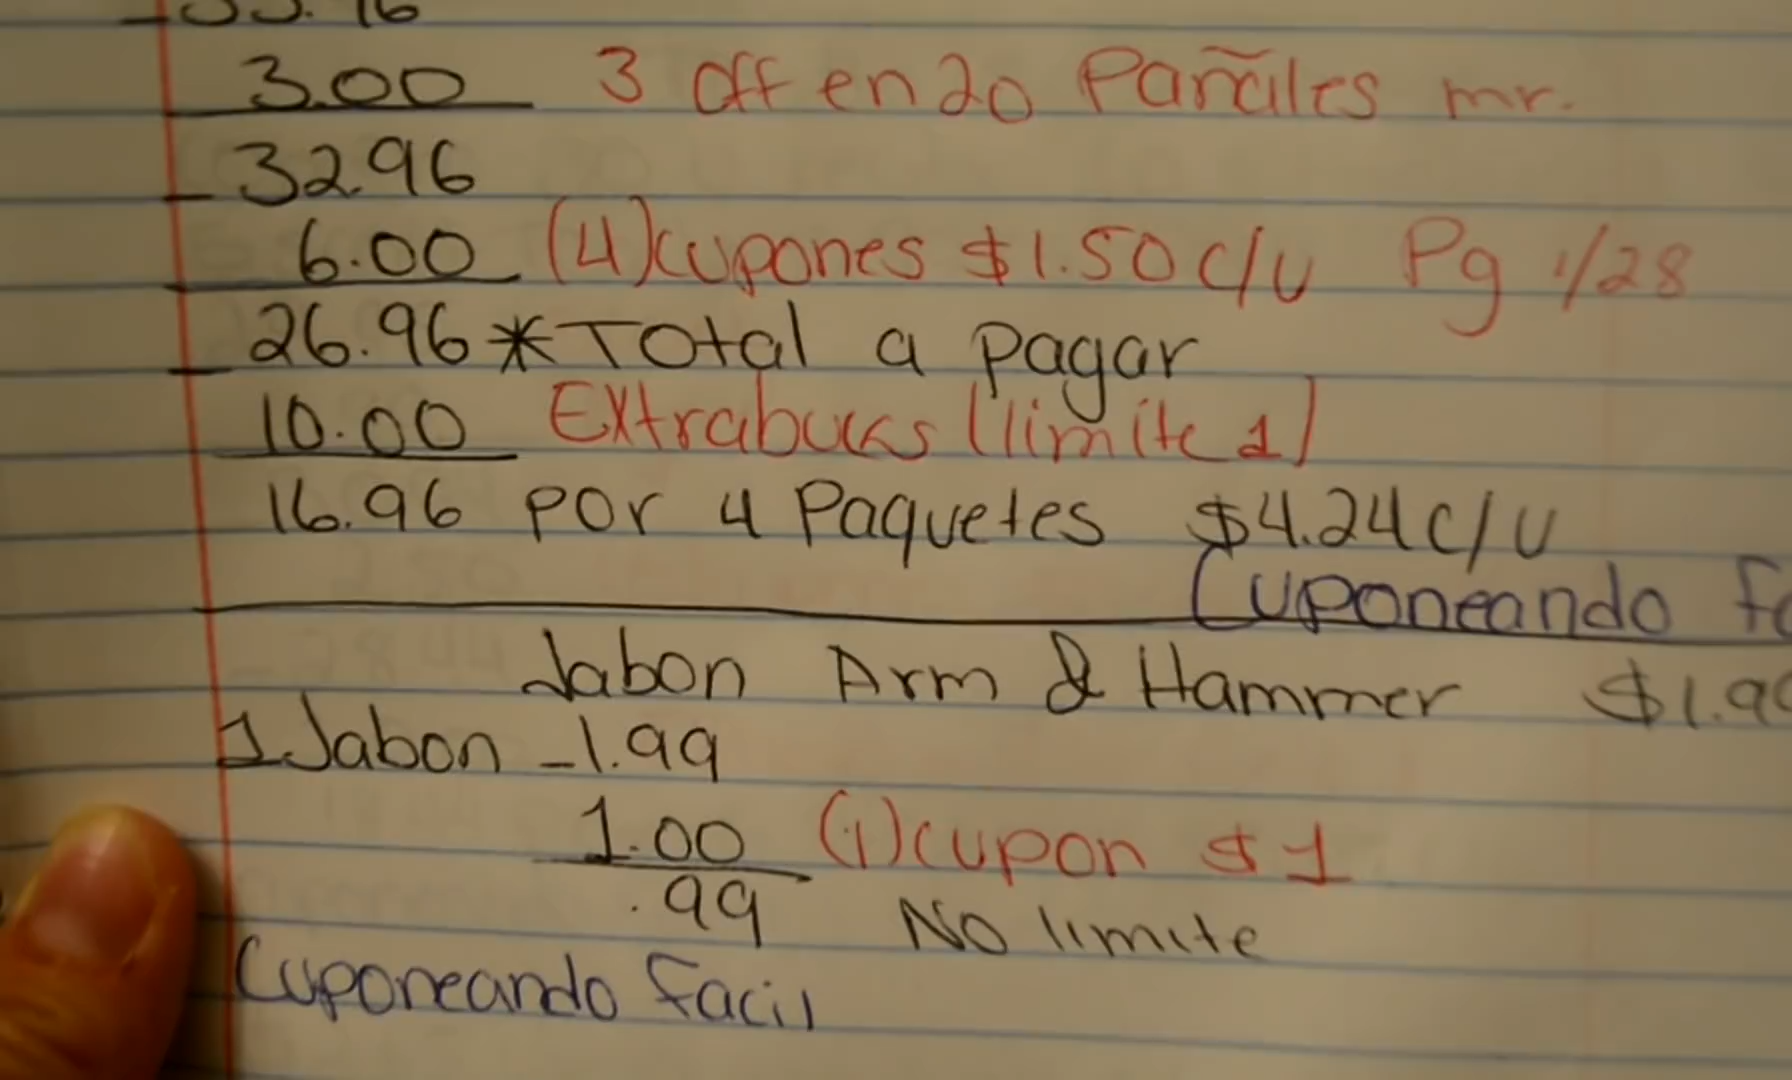 3.00 3 off en 20 Pañales mr.
- 32.96
6.00 (4) cupones $1.50 c/u Pg 1/28
26.96 * Total a pagar
- 10.00 Extrabucks (limite 1)
16.96 por 4 Paquetes $4.24 c/u
Cuponeando
Jabon Arm & Hammer
1 Jabon - 1.99
1.00 (1) cupon $1
.99 No limite
Cuponeando Facil